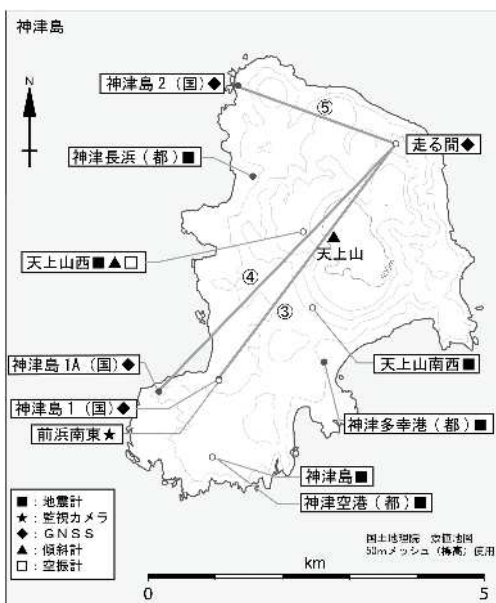 神津島
N
神津島2（国）◆
⑤
走る間◆
神津長浜（都）■
天上山
天上山西■▲□
④
③
天上山南西■
神津島1A（国）◆
神津島1（国）◆
前浜南東★
神津多幸港（都）■
神津島■
神津空港（都）■
■：地震計
★：監視カメラ
◆：GNSS
▲：傾斜計
□：空振計
国土地理院 数値地図
50mメッシュ（標高）使用
km
0
5